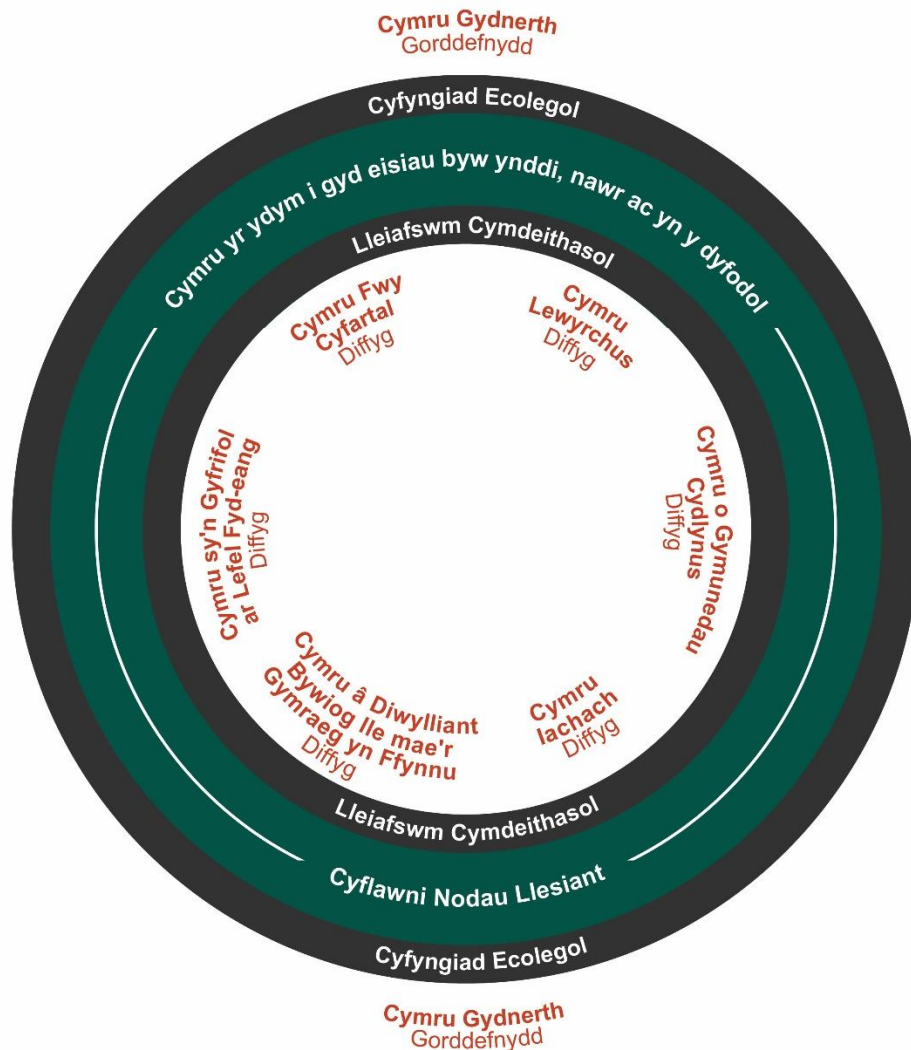 Cymru Gydnerth
Gorddefnydd
Cyfyngiad Ecolegol
Cymru yr ydym i gyd eisiau byw ynddi, nawr ac yn y dyfodol
Lleiafswm Cymdeithasol
Cymru Fwy
Cyfartal
Diffyg
Cymru
Lewyrchus
Diffyg
Cymru sy'n Gyfrifol
ar Lefel Fyd-eang
Diffyg
Cymru o Gymunedau
Cydlynus
Diffyg
Cymru â Diwylliant
Bywiog lle mae'r
Gymraeg yn Ffynnu
Diffyg
Cymru
Iachach
Diffyg
Lleiafswm Cymdeithasol
Cyflawni Nodau Llesiant
Cyfyngiad Ecolegol
Cymru Gydnerth
Gorddefnydd